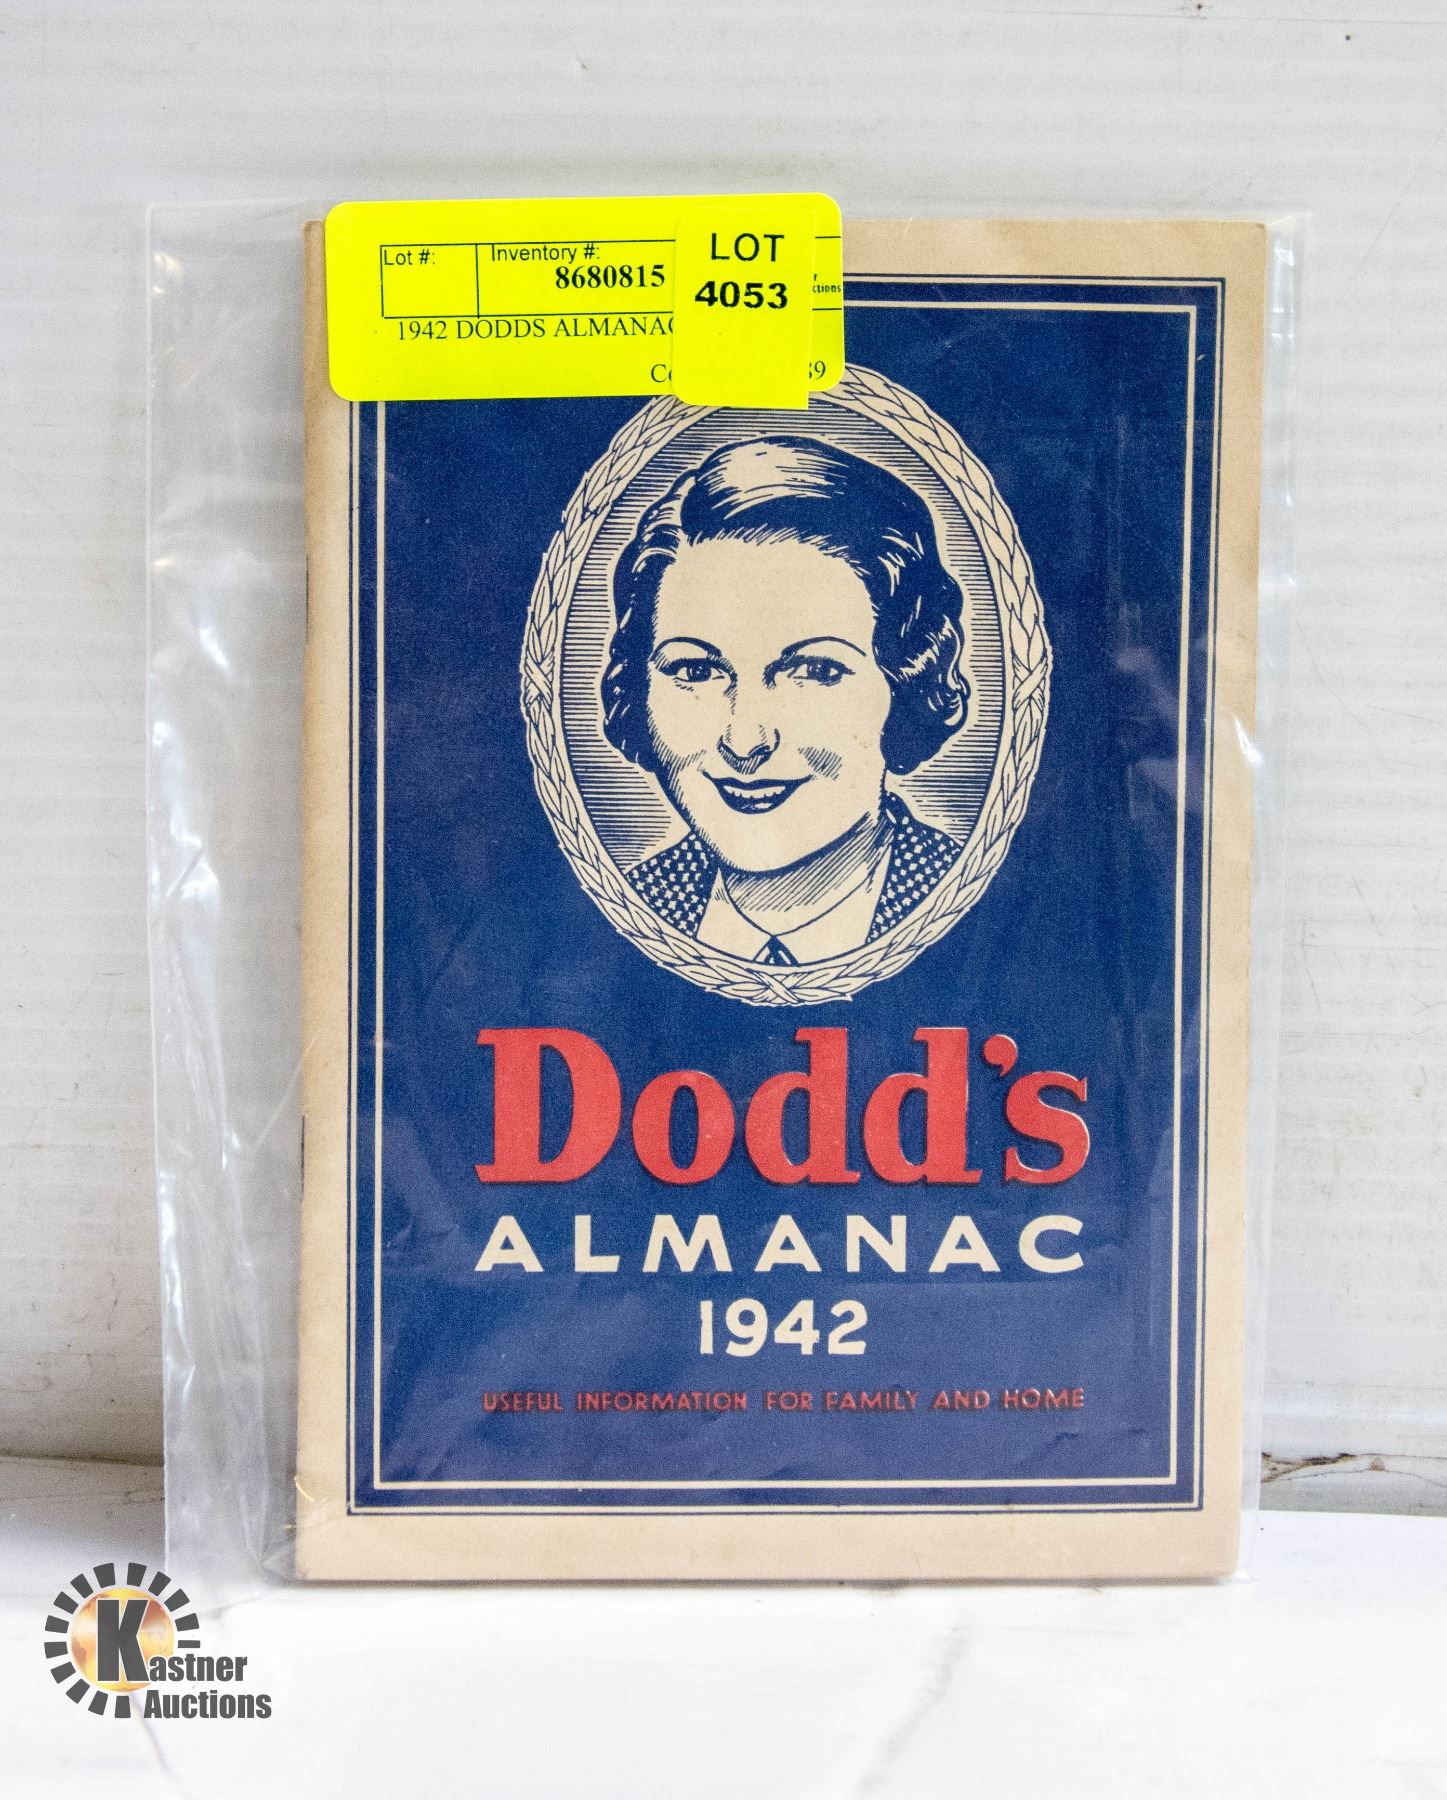 Lot #:
Inventory #:
8680815
LOT
4053
1942 DODDS ALMANAC
Dodd's
ALMANAC
1942
USEFUL INFORMATION FOR FAMILY AND HOME
Kastner
Auctions